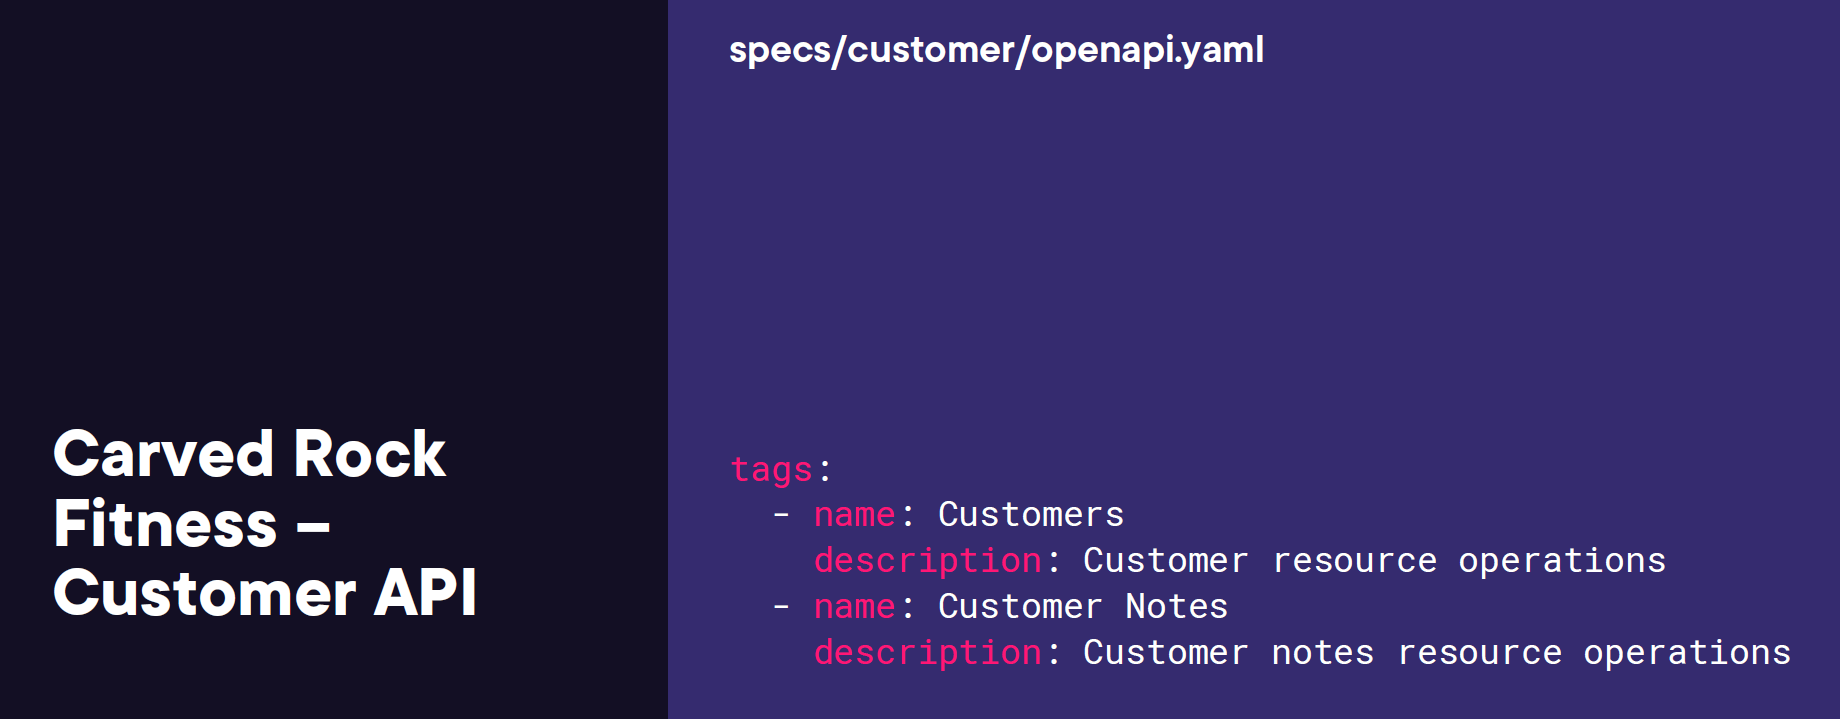 Carved Rock
Fitness –
Customer API
specs/customer/openapi.yaml
tags:
  - name: Customers
    description: Customer resource operations
  - name: Customer Notes
    description: Customer notes resource operations